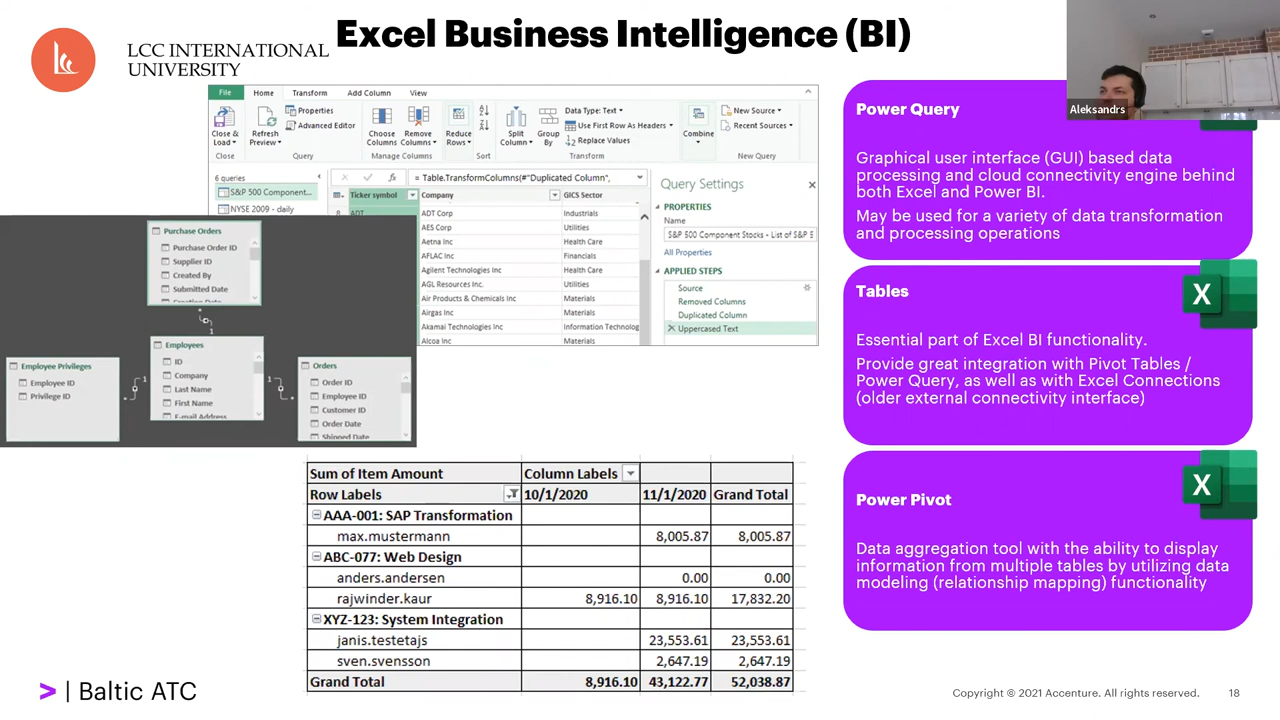 LCC INTERNATIONAL
UNIVERSITY
Excel Business Intelligence (BI)
Aleksandrs
File Home Transform Add Column View
Close &
Load
Refresh
Preview
Properties
Advanced Editor
Choose
Columns
Remove
Columns
Reduce
Rows
Split
Column
Group
By
Data Type: Text
Use First Row As Headers
Replace Values
Combine
New Source
Recent Sources
Close Query Manage Columns Sort Transform New Query
6 queries
S&P 500 Component...
NYSE 2009 - daily
= Table.TransformColumns(#"Duplicated Column",
Ticker symbol Company GICS Sector
8 ADT ADT Corp Industrials
AES Corp Utilities
Aetna Inc Health Care
AFLAC Inc Financials
Agilent Technologies Inc Health Care
AGL Resources Inc. Utilities
Air Products & Chemicals Inc Materials
Airgas Inc Materials
Akamai Technologies Inc Information Technolog
Alcoa Inc Materials
Query Settings
PROPERTIES
Name
S&P 500 Component Stocks - List of S&P 5
All Properties
APPLIED STEPS
Source
Removed Columns
Duplicated Column
Uppercased Text
Purchase Orders
Purchase Order ID
Supplier ID
Created By
Submitted Date
Creation Date
Employee Privileges
Employee ID
Privilege ID
1
1
1
Employees
ID
Company
Last Name
First Name
E-mail Address
Orders
Order ID
Employee ID
Customer ID
Order Date
Shipped Date
Sum of Item Amount Column Labels
Row Labels 10/1/2020 11/1/2020 Grand Total
AAA-001: SAP Transformation
max.mustermann 8,005.87 8,005.87
ABC-077: Web Design
anders.andersen 0.00 0.00
rajwinder.kaur 8,916.10 8,916.10 17,832.20
XYZ-123: System Integration
janis.testetajs 23,553.61 23,553.61
sven.svensson 2,647.19 2,647.19
Grand Total 8,916.10 43,122.77 52,038.87
Power Query
Graphical user interface (GUI) based data
processing and cloud connectivity engine behind
both Excel and Power BI.
May be used for a variety of data transformation
and processing operations
Tables
X
Essential part of Excel BI functionality.
Provide great integration with Pivot Tables /
Power Query, as well as with Excel Connections
(older external connectivity interface)
Power Pivot
X
Data aggregation tool with the ability to display
information from multiple tables by utilizing data
modeling (relationship mapping) functionality
> | Baltic ATC
Copyright © 2021 Accenture. All rights reserved. 18